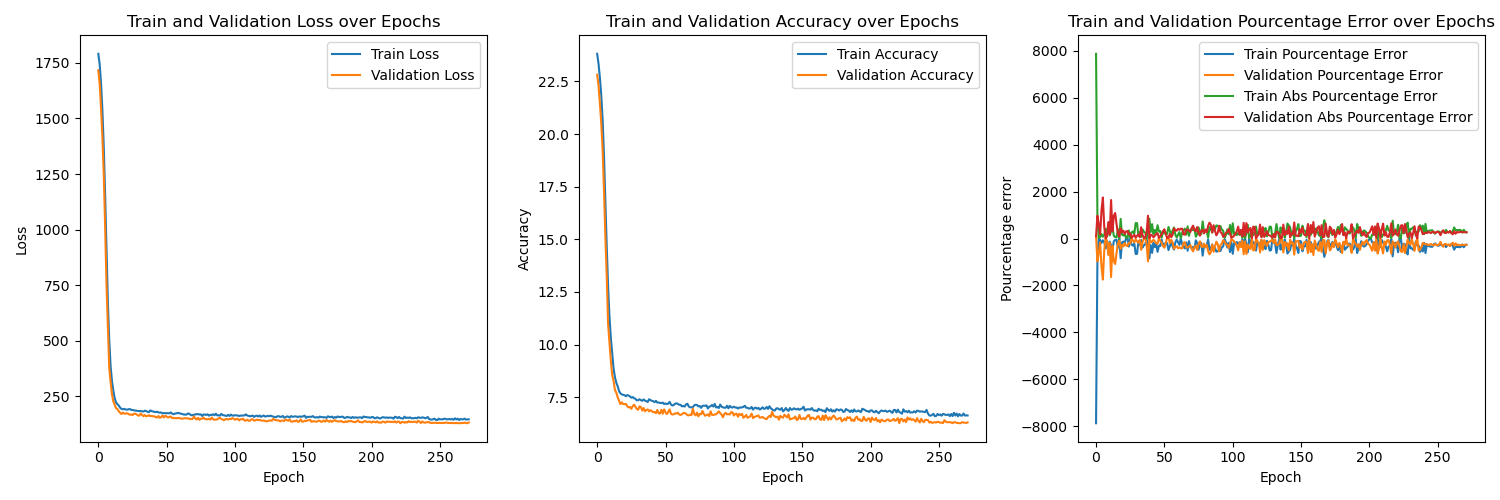 Train and Validation Loss over Epochs
Train Loss
Validation Loss
1750
1500
1250
1000
750
500
250
Loss
0
50
100
150
200
250
Epoch
Train and Validation Accuracy over Epochs
Train Accuracy
Validation Accuracy
22.5
20.0
17.5
15.0
12.5
10.0
7.5
Accuracy
0
50
100
150
200
250
Epoch
Train and Validation Pourcentage Error over Epochs
Train Pourcentage Error
Validation Pourcentage Error
Train Abs Pourcentage Error
Validation Abs Pourcentage Error
8000
6000
4000
2000
0
−2000
−4000
−6000
−8000
Pourcentage error
0
50
100
150
200
250
Epoch